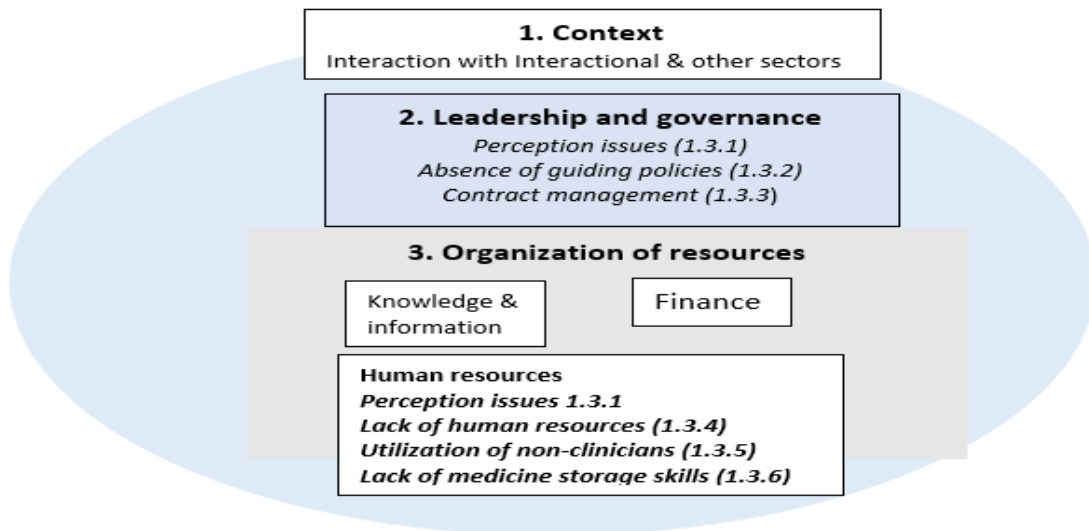 1. Context
Interaction with Interactional & other sectors
2. Leadership and governance
Perception issues (1.3.1)
Absence of guiding policies (1.3.2)
Contract management (1.3.3)
3. Organization of resources
Knowledge &
information
Finance
Human resources
Perception issues 1.3.1
Lack of human resources (1.3.4)
Utilization of non-clinicians (1.3.5)
Lack of medicine storage skills (1.3.6)